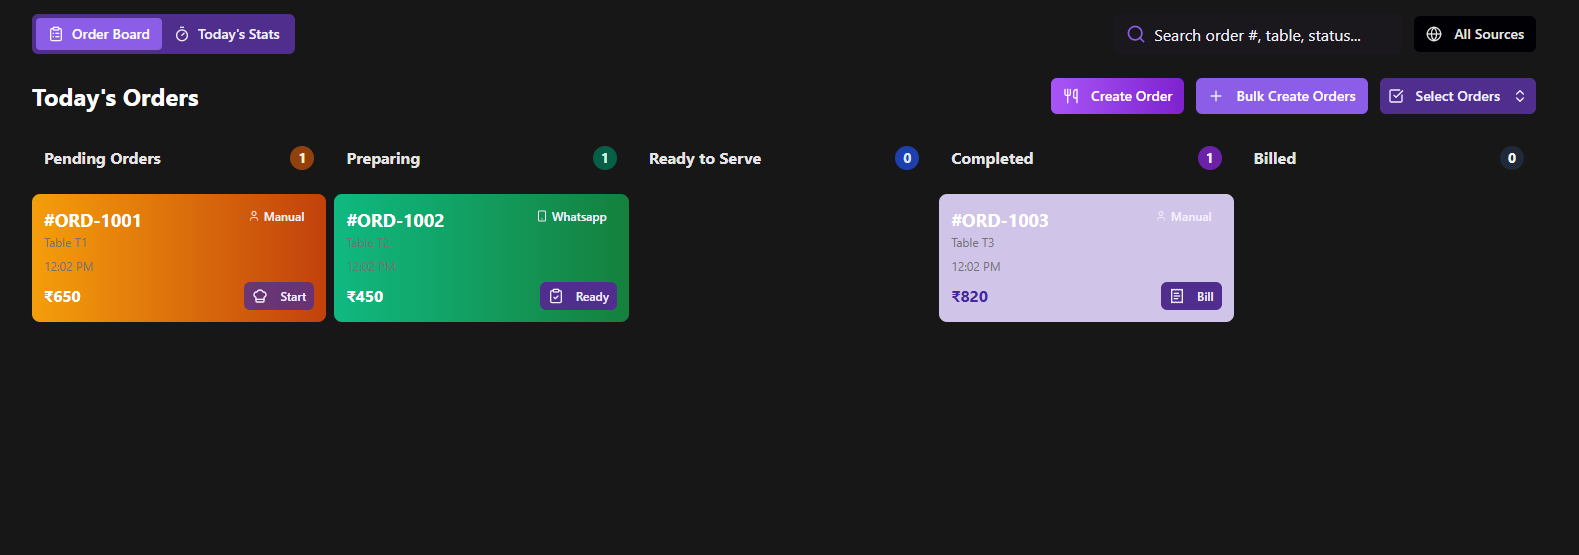 Order Board
Today's Stats
Search order #, table, status...
All Sources
Today's Orders
Create Order
Bulk Create Orders
Select Orders
Pending Orders 1
Preparing 1
Ready to Serve 0
Completed 1
Billed 0
#ORD-1001
Manual
Table T1
12:02 PM
₹650
Start
#ORD-1002
Whatsapp
Table T2
12:02 PM
₹450
Ready
#ORD-1003
Manual
Table T3
12:02 PM
₹820
Bill